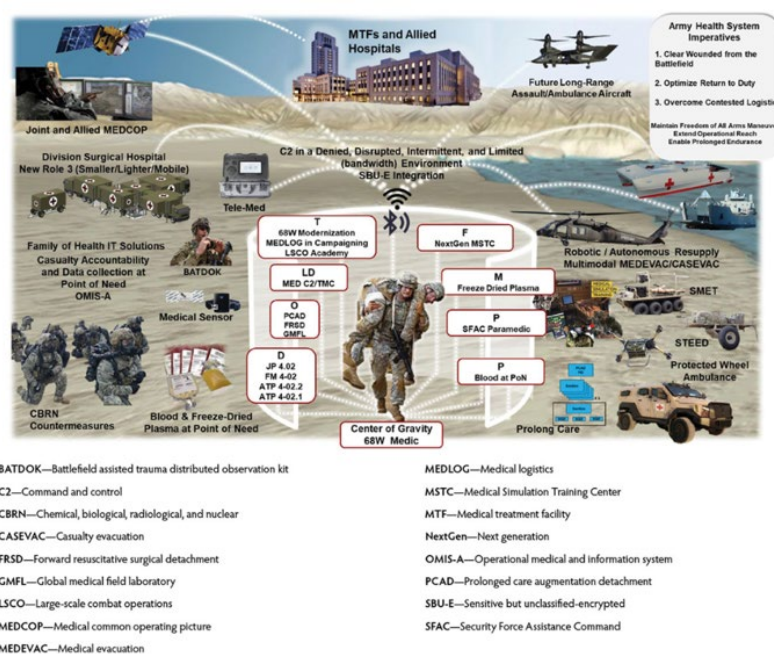 MTFs and Allied
Hospitals
Army Health System
Imperatives
1. Clear Wounded from the
Battlefield
2. Optimize Return to Duty
3. Overcome Contested Logistic
Maintain Freedom of All Arms Maneuve
Extend Operational Reach
Enable Prolonged Endurance
Future Long-Range
Assault/Ambulance Aircraft
Joint and Allied MEDCOP
C2 in a Denied, Disrupted, Intermittent, and Limited
(bandwidth) Environment
SBU-E Integration
Division Surgical Hospital
New Role 3 (Smaller/Lighter/Mobile)
Tele-Med
Family of Health IT Solutions
Casualty Accountability
and Data collection at
Point of Need
OMIS-A
BATDOK
Medical Sensor
T
68W Modernization
MEDLOG in Campaigning
LSCO Academy
LD
MED C2/TMC
O
PCAD
FRSD
GMFL
D
JP 4.02
FM 4-02
ATP 4-02.2
ATP 4-02.1
F
NextGen MSTC
M
Freeze Dried Plasma
P
SFAC Paramedic
P
Blood at PoN
Robotic / Autonomous Resupply
Multimodal MEDEVAC/CASEVAC
SMET
STEED
Protected Wheel
Ambulance
CBRN
Countermeasures
Blood & Freeze-Dried
Plasma at Point of Need
Center of Gravity
68W Medic
Prolong Care
BATDOK—Battlefield assisted trauma distributed observation kit
C2—Command and control
CBRN—Chemical, biological, radiological, and nuclear
CASEVAC—Casualty evacuation
FRSD—Forward resuscitative surgical detachment
GMFL—Global medical field laboratory
LSCO—Large-scale combat operations
MEDCOP—Medical common operating picture
MEDEVAC—Medical evacuation
MEDLOG—Medical logistics
MSTC—Medical Simulation Training Center
MTF—Medical treatment facility
NextGen—Next generation
OMIS-A—Operational medical and information system
PCAD—Prolonged care augmentation detachment
SBU-E—Sensitive but unclassified-encrypted
SFAC—Security Force Assistance Command